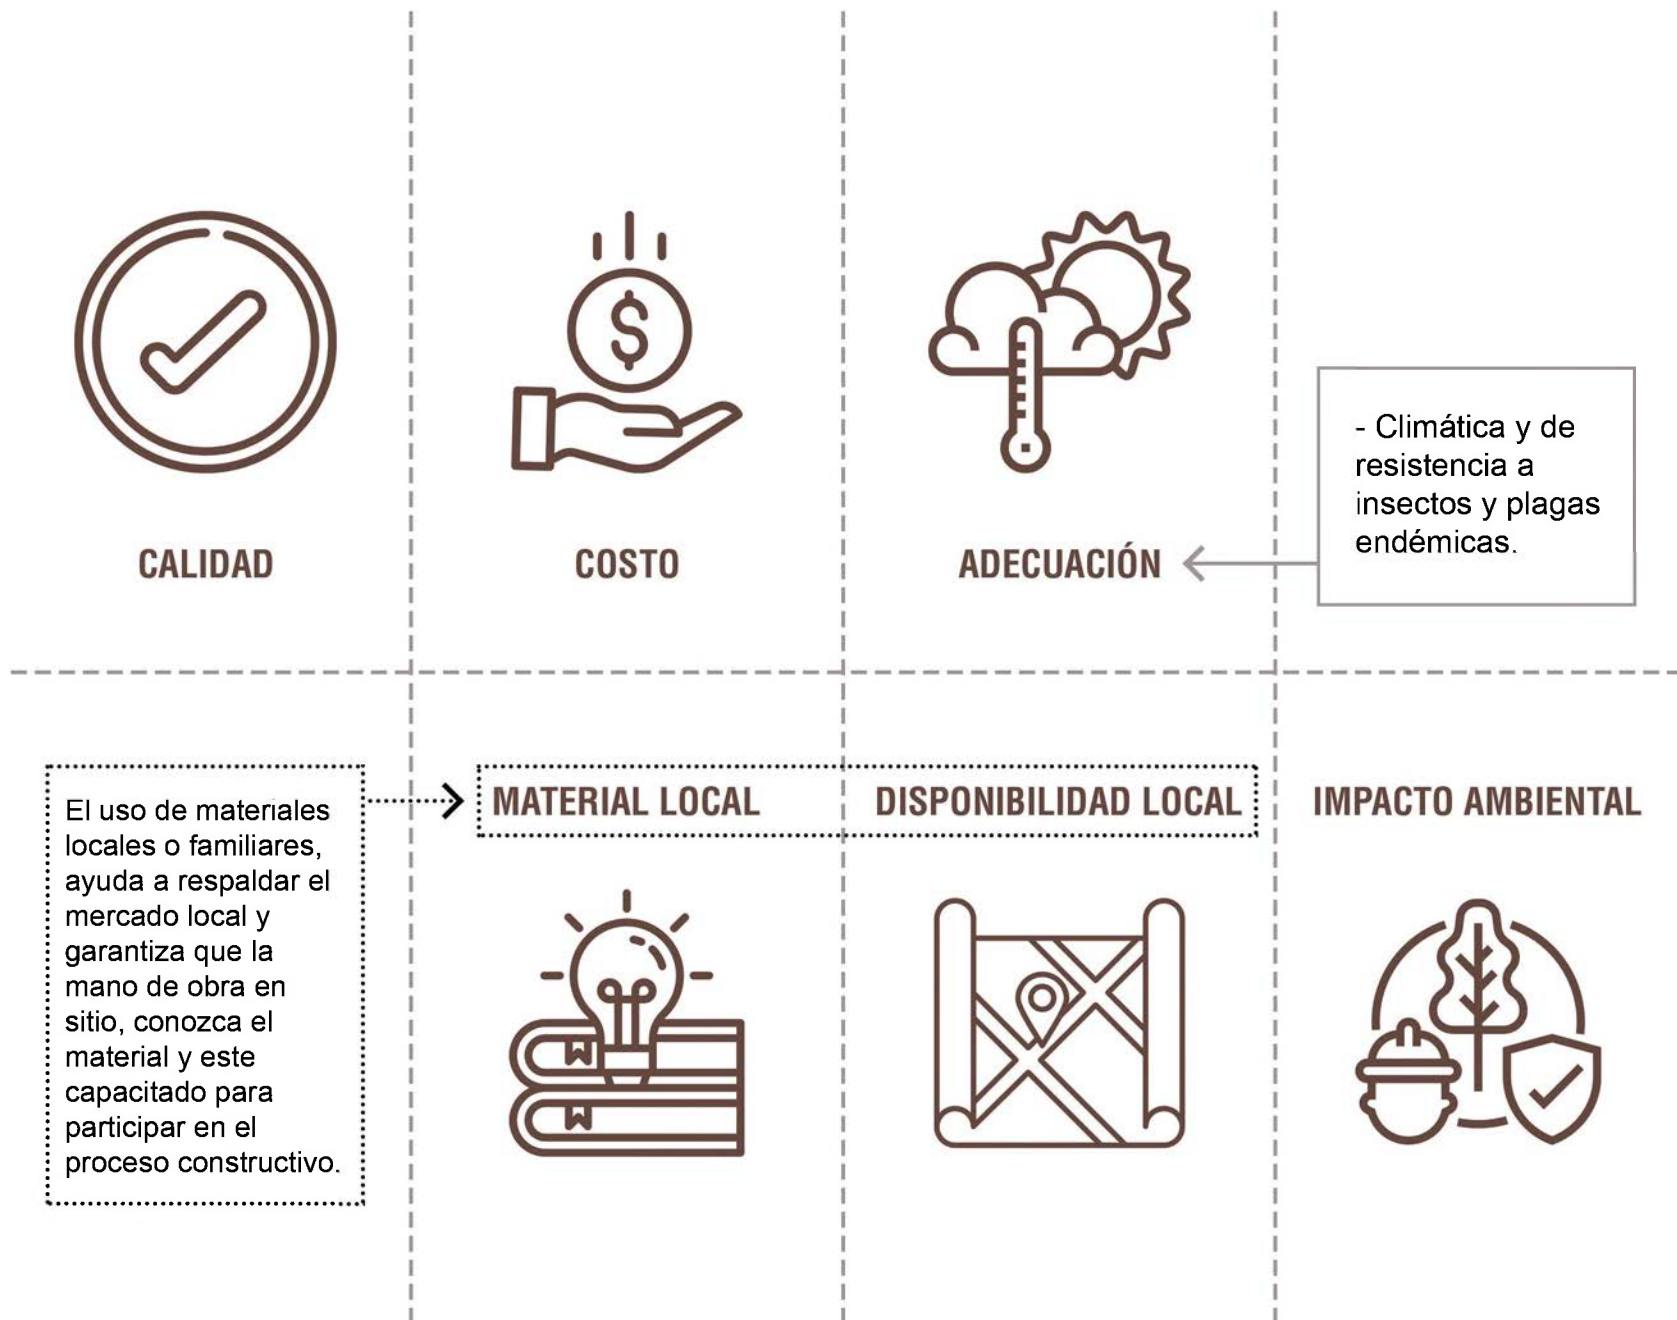 CALIDAD
COSTO
ADECUACIÓN
- Climática y de
resistencia a
insectos y plagas
endémicas.
El uso de materiales
locales o familiares,
ayuda a respaldar el
mercado local y
garantiza que la
mano de obra en
sitio, conozca el
material y este
capacitado para
participar en el
proceso constructivo.
MATERIAL LOCAL
DISPONIBILIDAD LOCAL
IMPACTO AMBIENTAL